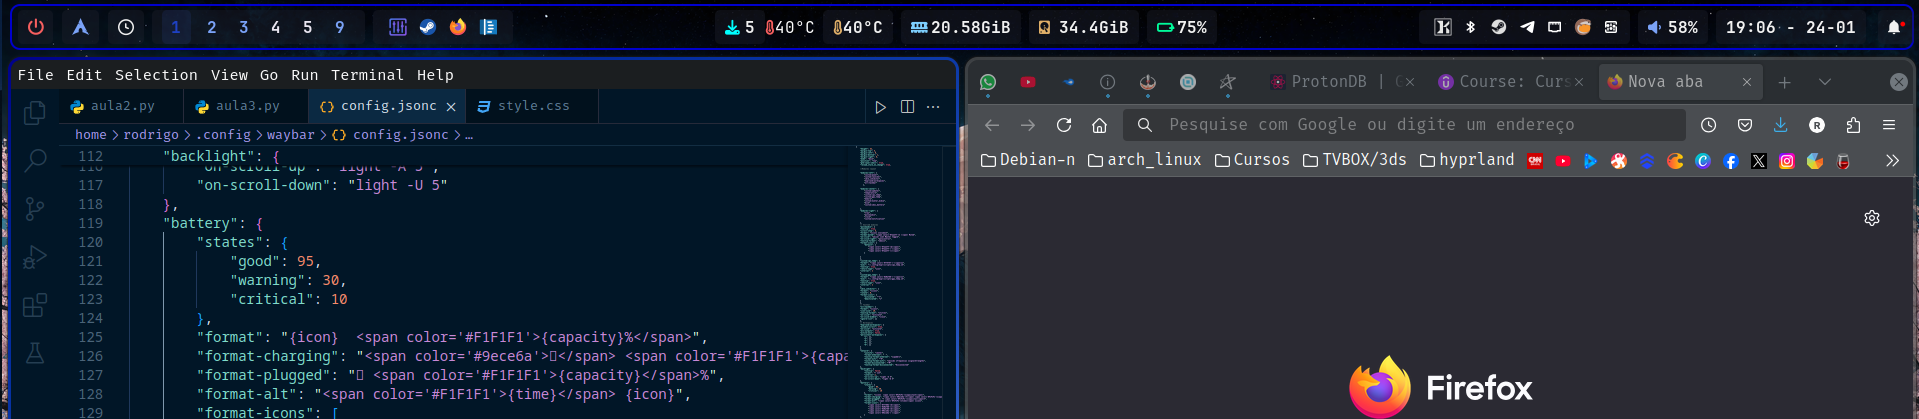 1 2 3 4 5 9 5 40°C 40°C 20.58GiB 34.4GiB 75% 58% 19:06 - 24-01
File Edit Selection View Go Run Terminal Help
aula2.py aula3.py config.jsonc style.css
home > rodrigo > .config > waybar > {} config.jsonc > …
112 "backlight": {
116 "on-scroll-up": "light -A 5",
117 "on-scroll-down": "light -U 5"
118 },
119 "battery": {
120 "states": {
121 "good": 95,
122 "warning": 30,
123 "critical": 10
124 },
125 "format": "{icon}  <span color='#F1F1F1'>{capacity}%</span>",
126 "format-charging": "<span color='#9ece6a'></span> <span color='#F1F1F1'>{capa
127 "format-plugged": " <span color='#F1F1F1'>{capacity}</span>%",
128 "format-alt": "<span color='#F1F1F1'>{time}</span> {icon}",
129 "format-icons": [
ProtonDB | G Course: Curs Nova aba
Pesquise com Google ou digite um endereço
Debian-n arch_linux Cursos TVBOX/3ds hyprland
Firefox